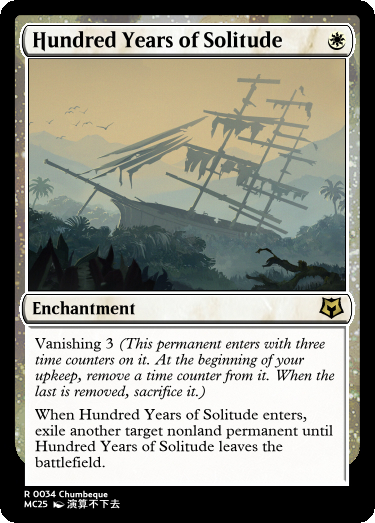 Hundred Years of Solitude
Enchantment
Vanishing 3 (This permanent enters with three
time counters on it. At the beginning of your
upkeep, remove a time counter from it. When the
last is removed, sacrifice it.)
When Hundred Years of Solitude enters,
exile another target nonland permanent until
Hundred Years of Solitude leaves the
battlefield.
R 0034 Chumbeque
MC25 演算不下去